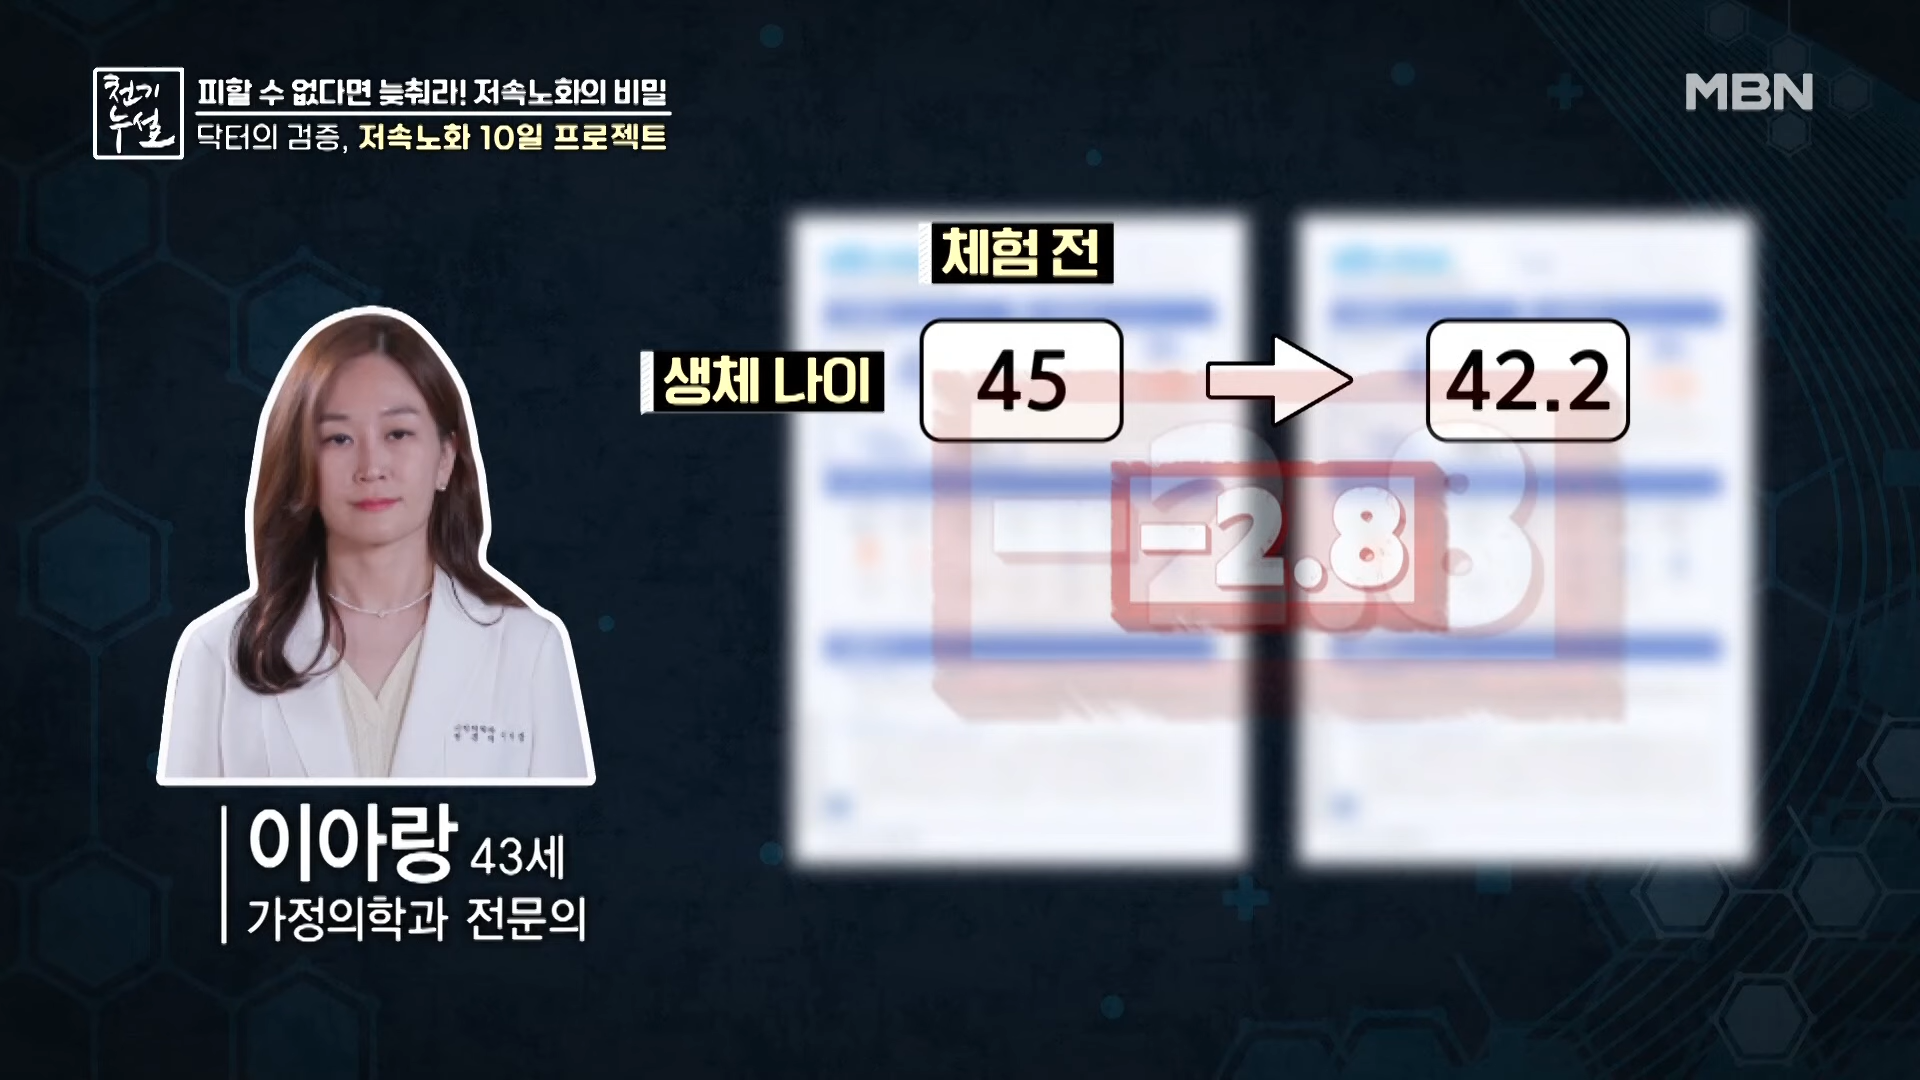 천기누설
피할 수 없다면 늦춰라! 저속노화의 비밀
닥터의 검증, 저속노화 10일 프로젝트
MBN
체험 전
생체 나이
45
42.2
-2.8
이아랑 43세
가정의학과 전문의